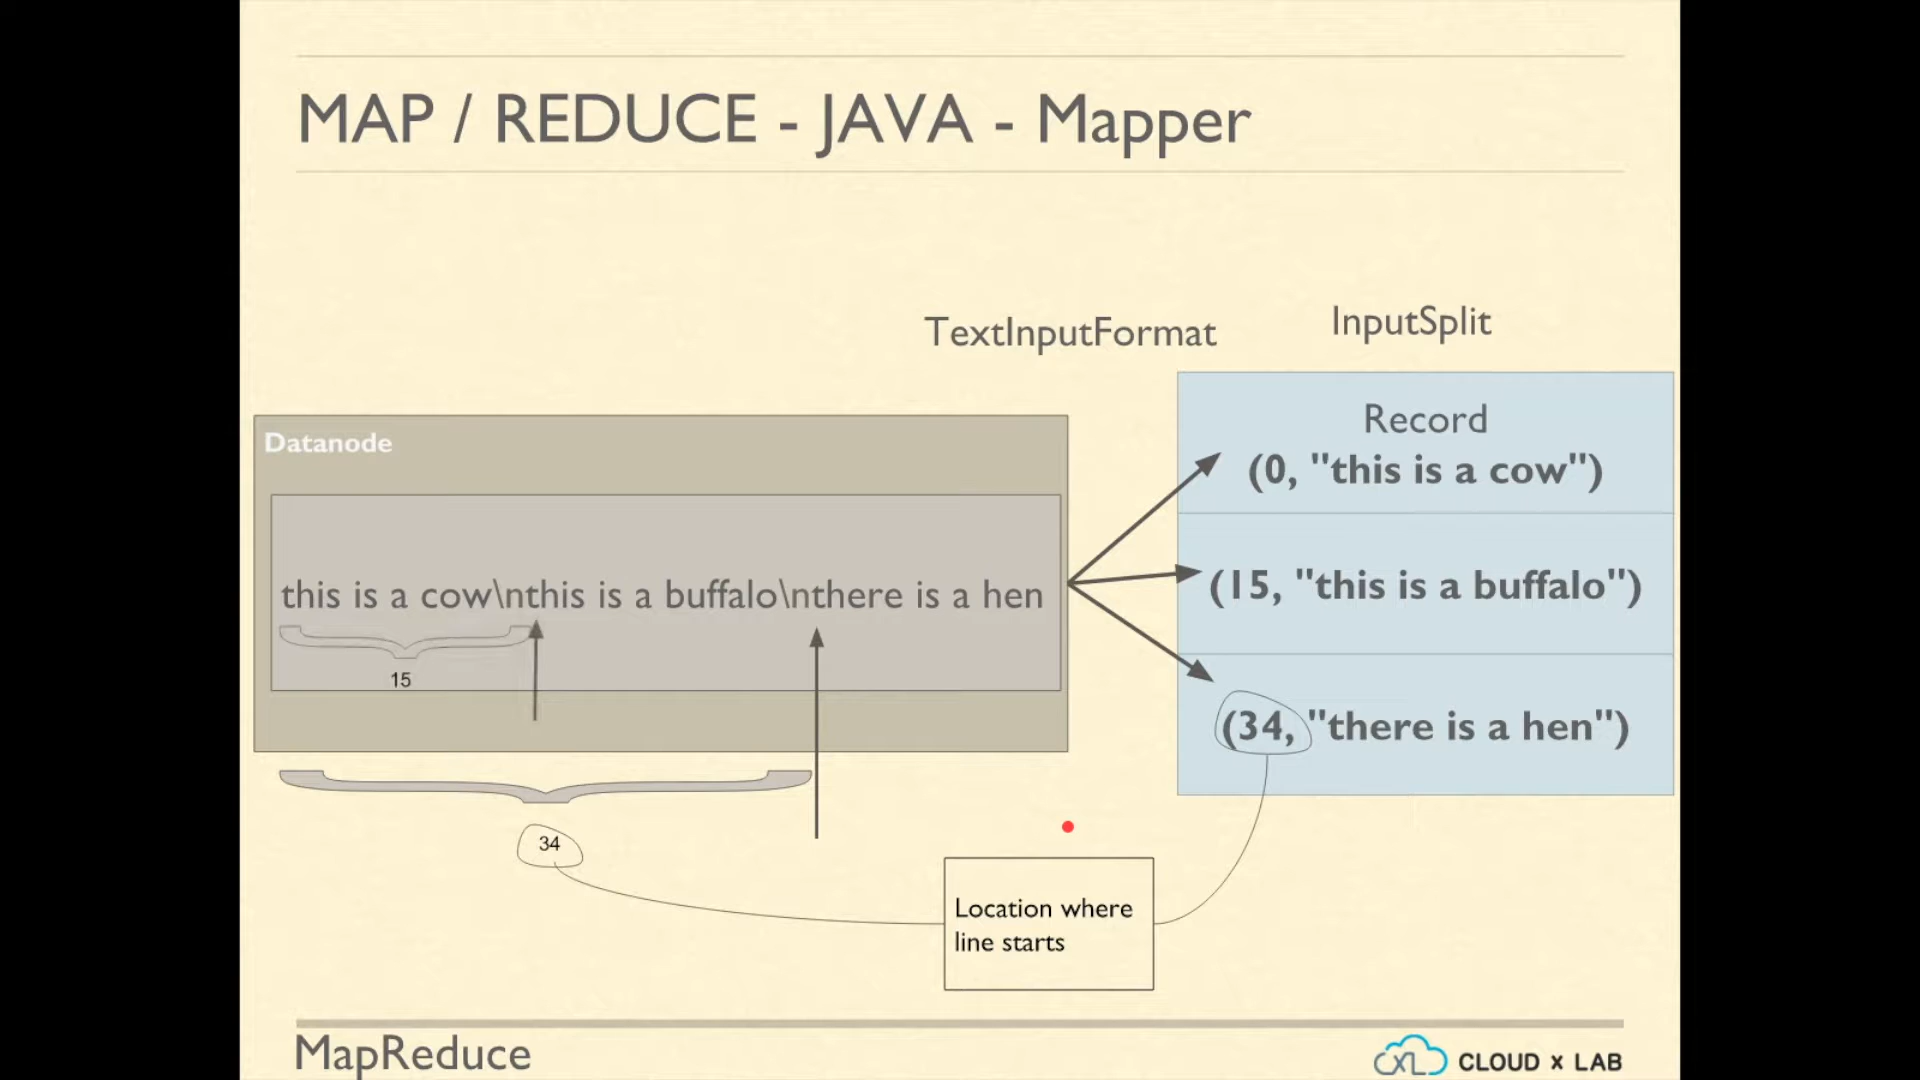 MAP / REDUCE - JAVA - Mapper
TextInputFormat
InputSplit
Datanode
this is a cow\nthis is a buffalo\nthere is a hen
15
34
Record
(0, "this is a cow")
(15, "this is a buffalo")
(34, "there is a hen")
Location where
line starts
MapReduce
CXL CLOUD x LAB